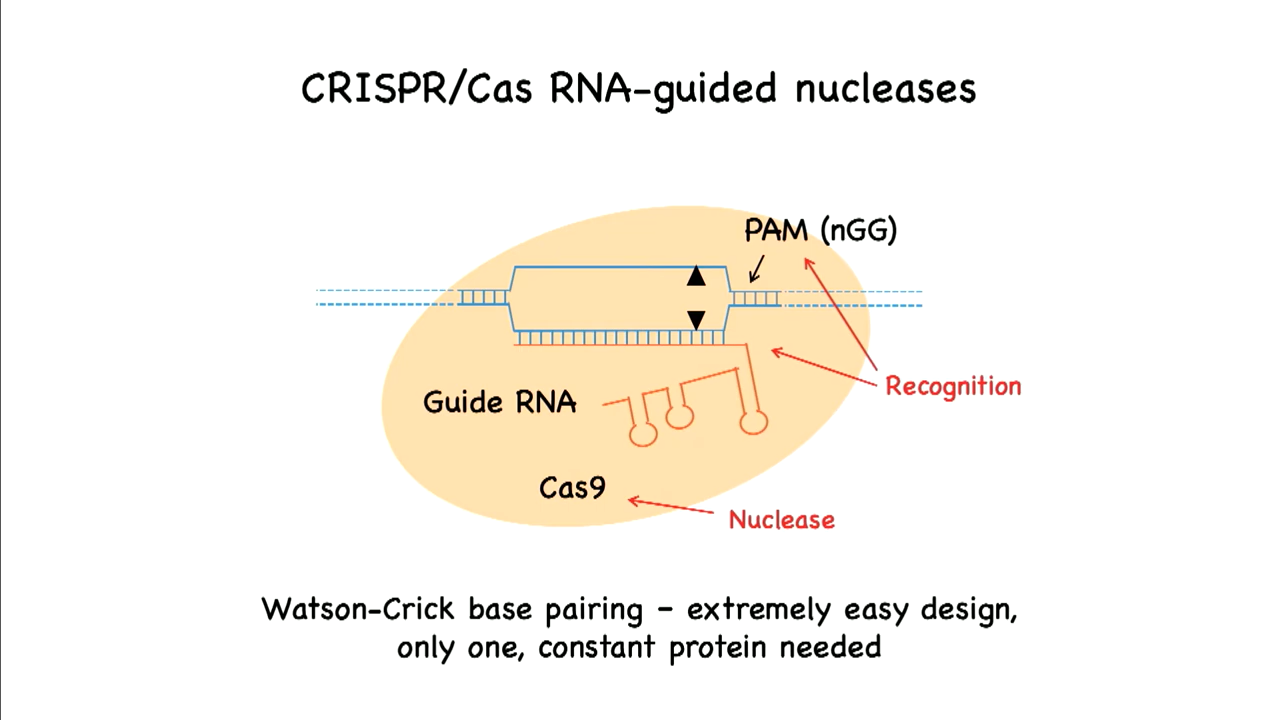 CRISPR/Cas RNA-guided nucleases
PAM (nGG)
Recognition
Guide RNA
Cas9
Nuclease
Watson-Crick base pairing - extremely easy design,
only one, constant protein needed